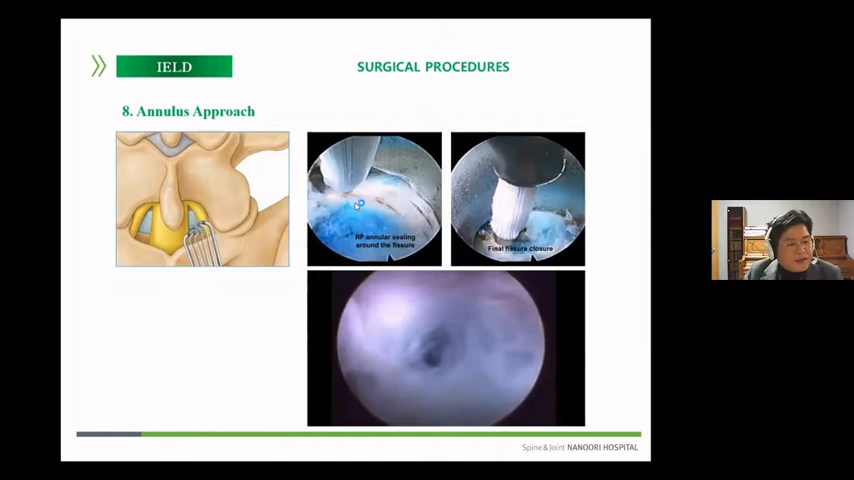 IELD
SURGICAL PROCEDURES
8. Annulus Approach
RF annular sealing
around the fissure
Final fissure closure
Spine & Joint NANOORI HOSPITAL